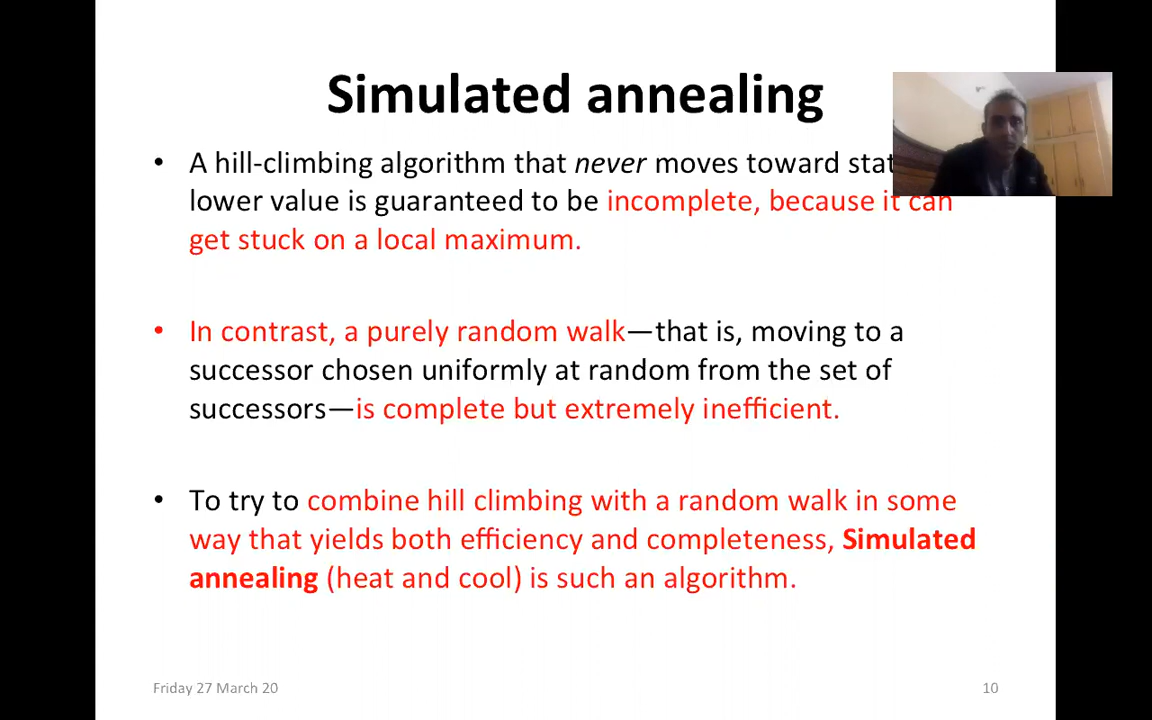 Simulated annealing
• A hill-climbing algorithm that never moves toward
lower value is guaranteed to be incomplete, because it can
get stuck on a local maximum.
• In contrast, a purely random walk—that is, moving to a
successor chosen uniformly at random from the set of
successors—is complete but extremely inefficient.
• To try to combine hill climbing with a random walk in some
way that yields both efficiency and completeness, Simulated
annealing (heat and cool) is such an algorithm.
Friday 27 March 20
10